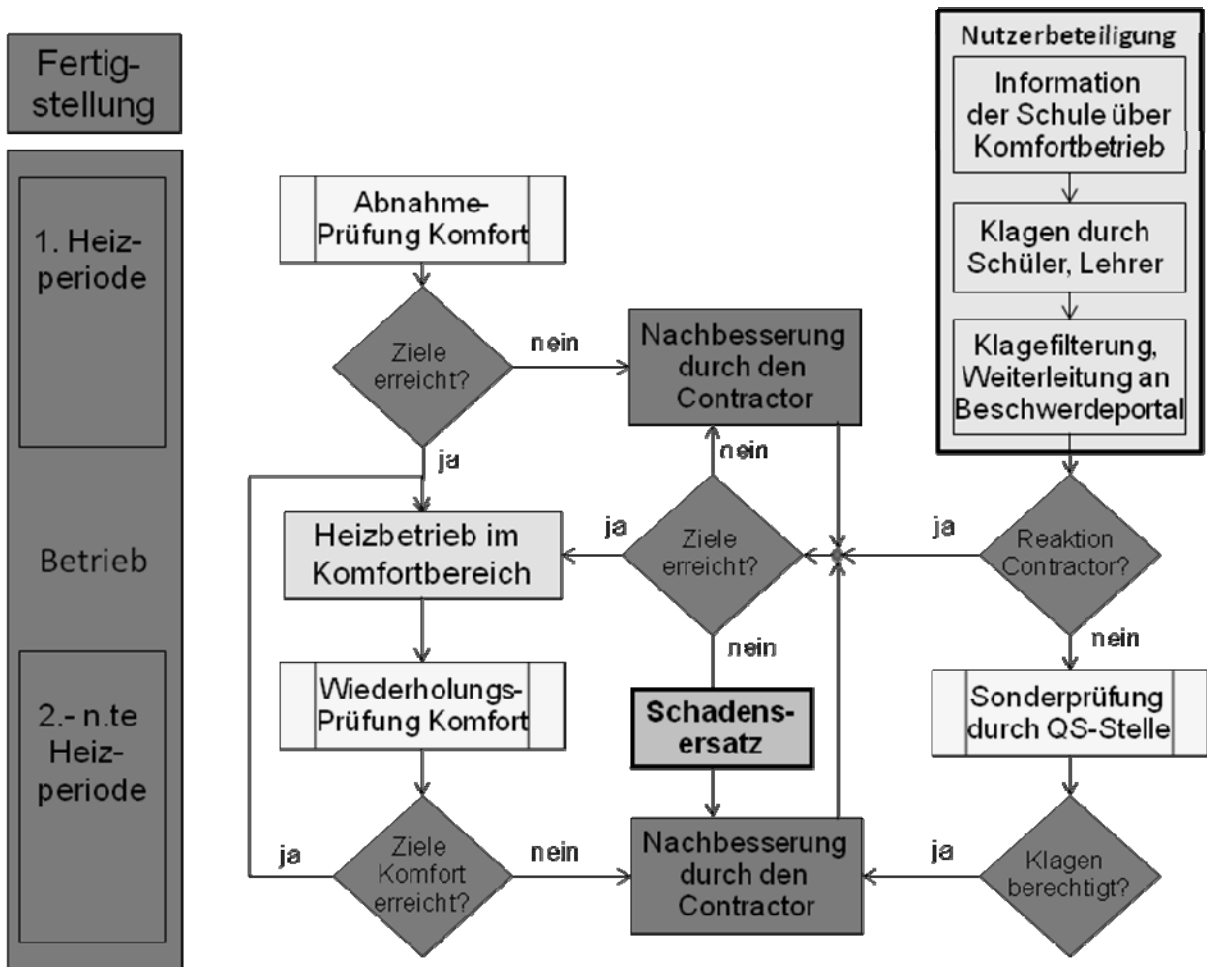 Fertig-
stellung
1. Heiz-
periode
Betrieb
2.- n.te
Heiz-
periode
Abnahme-
Prüfung Komfort
Ziele
erreicht?
nein
ja
Nachbesserung
durch den
Contractor
nein
Heizbetrieb im
Komfortbereich
ja
Ziele
erreicht?
nein
Wiederholungs-
Prüfung Komfort
Schadens-
ersatz
Ziele
Komfort
erreicht?
ja
nein
Nachbesserung
durch den
Contractor
Nutzerbeteiligung
Information
der Schule über
Komfortbetrieb
Klagen durch
Schüler, Lehrer
Klagefilterung,
Weiterleitung an
Beschwerdeportal
ja
Reaktion
Contractor?
nein
Sonderprüfung
durch QS-Stelle
ja
Klagen
berechtigt?